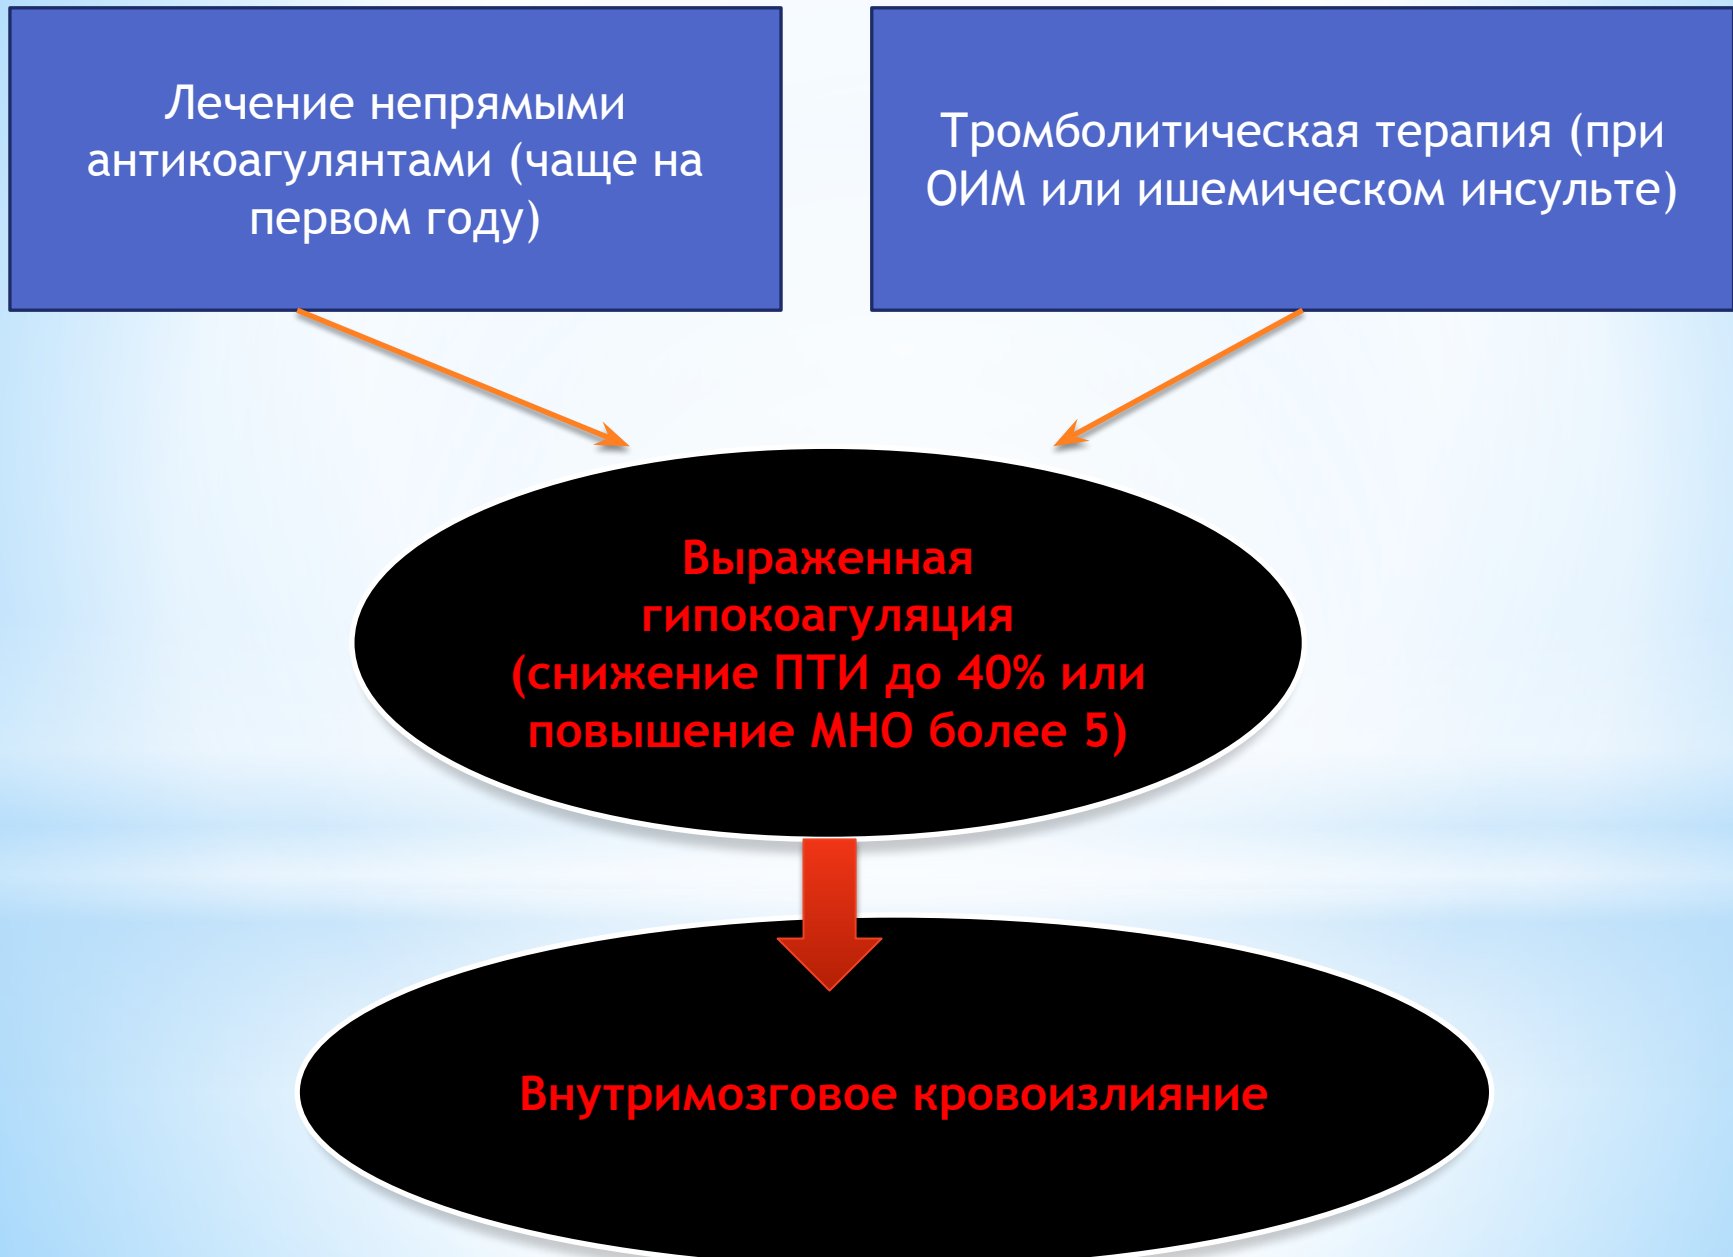 Лечение непрямыми
антикоагулянтами (чаще на
первом году)
Тромболитическая терапия (при
ОИМ или ишемическом инсульте)
Выраженная
гипокоагуляция
(снижение ПТИ до 40% или
повышение МНО более 5)
Внутримозговое кровоизлияние